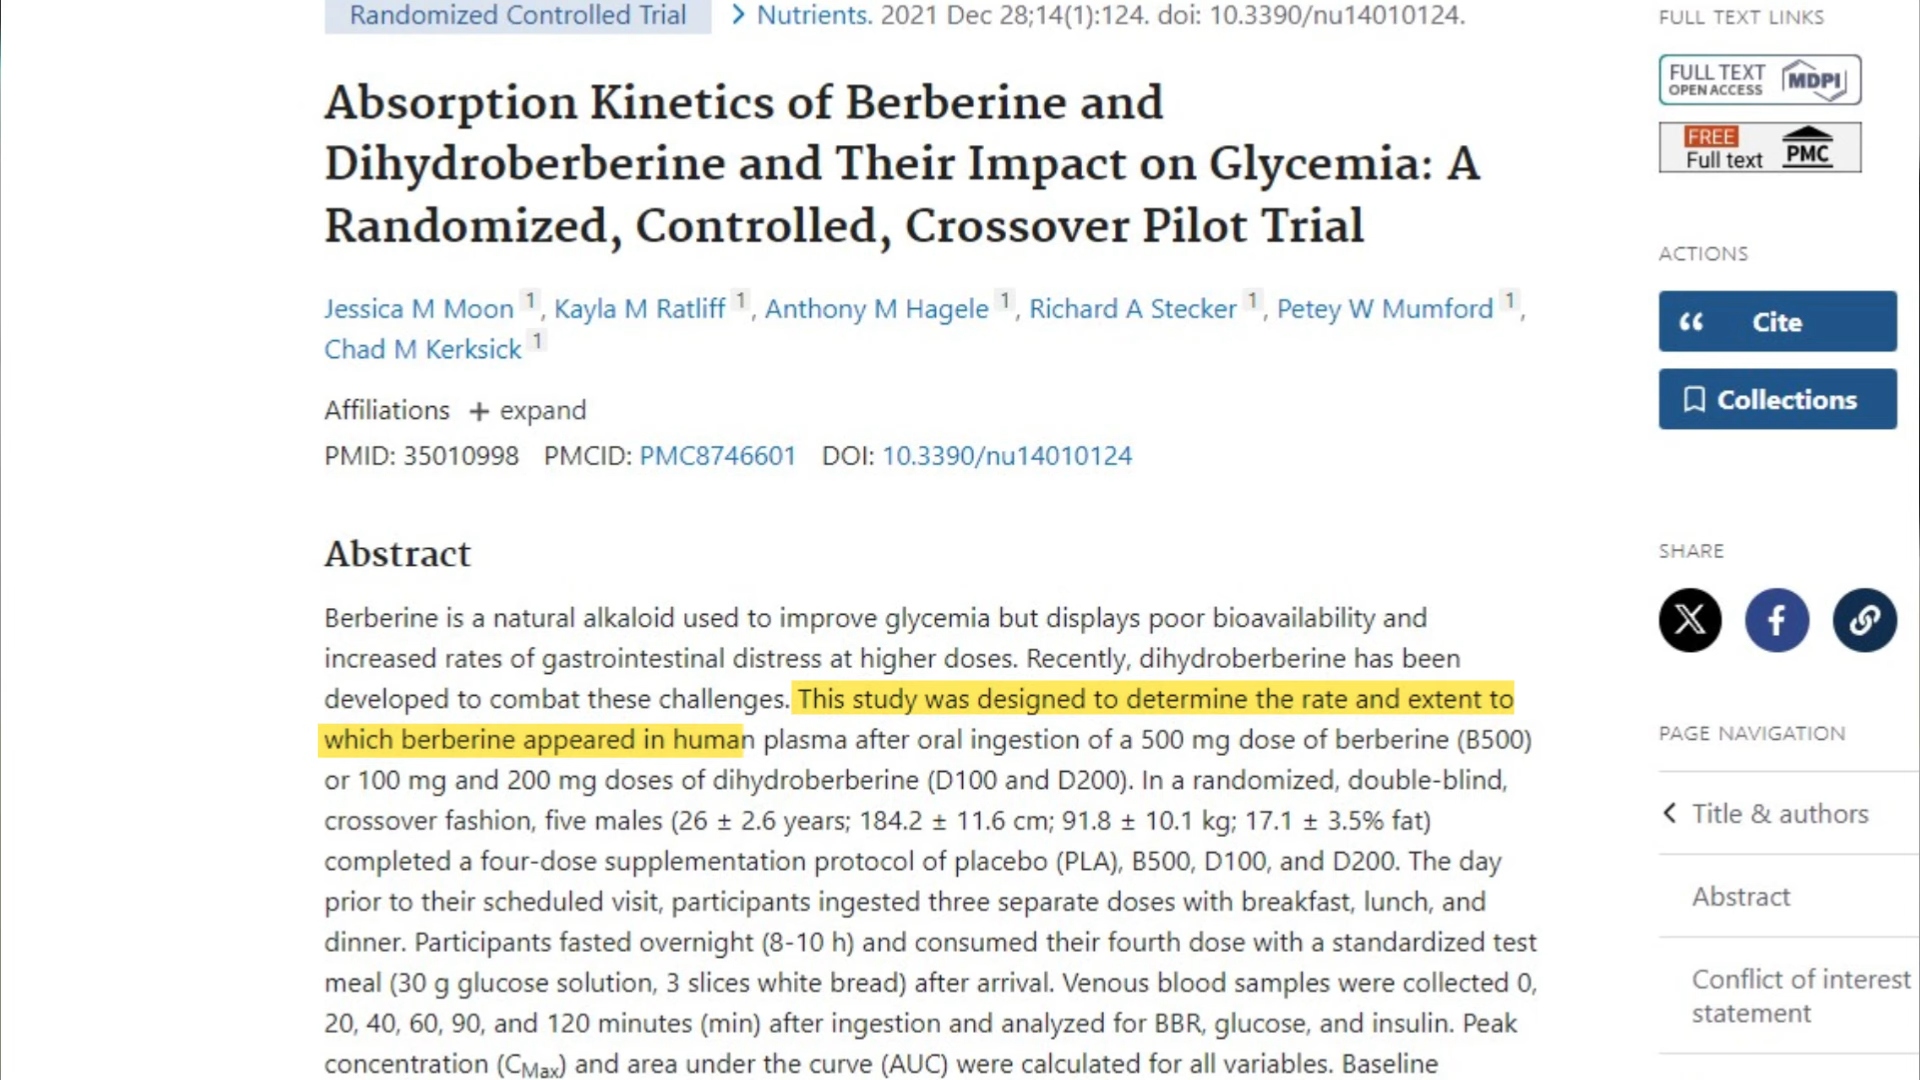 Randomized Controlled Trial > Nutrients. 2021 Dec 28;14(1):124. doi: 10.3390/nu14010124.
Absorption Kinetics of Berberine and
Dihydroberberine and Their Impact on Glycemia: A
Randomized, Controlled, Crossover Pilot Trial
Jessica M Moon 1, Kayla M Ratliff 1, Anthony M Hagele 1, Richard A Stecker 1, Petey W Mumford 1,
Chad M Kerksick 1
Affiliations + expand
PMID: 35010998 PMCID: PMC8746601 DOI: 10.3390/nu14010124
Abstract
Berberine is a natural alkaloid used to improve glycemia but displays poor bioavailability and
increased rates of gastrointestinal distress at higher doses. Recently, dihydroberberine has been
developed to combat these challenges. This study was designed to determine the rate and extent to
which berberine appeared in human plasma after oral ingestion of a 500 mg dose of berberine (B500)
or 100 mg and 200 mg doses of dihydroberberine (D100 and D200). In a randomized, double-blind,
crossover fashion, five males (26 ± 2.6 years; 184.2 ± 11.6 cm; 91.8 ± 10.1 kg; 17.1 ± 3.5% fat)
completed a four-dose supplementation protocol of placebo (PLA), B500, D100, and D200. The day
prior to their scheduled visit, participants ingested three separate doses with breakfast, lunch, and
dinner. Participants fasted overnight (8-10 h) and consumed their fourth dose with a standardized test
meal (30 g glucose solution, 3 slices white bread) after arrival. Venous blood samples were collected 0,
20, 40, 60, 90, and 120 minutes (min) after ingestion and analyzed for BBR, glucose, and insulin. Peak
concentration (CMax) and area under the curve (AUC) were calculated for all variables. Baseline
FULL TEXT LINKS
FULL TEXT
OPEN ACCESS
MDPI
FREE
Full text
PMC
ACTIONS
Cite
Collections
SHARE
PAGE NAVIGATION
Title & authors
Abstract
Conflict of interest
statement